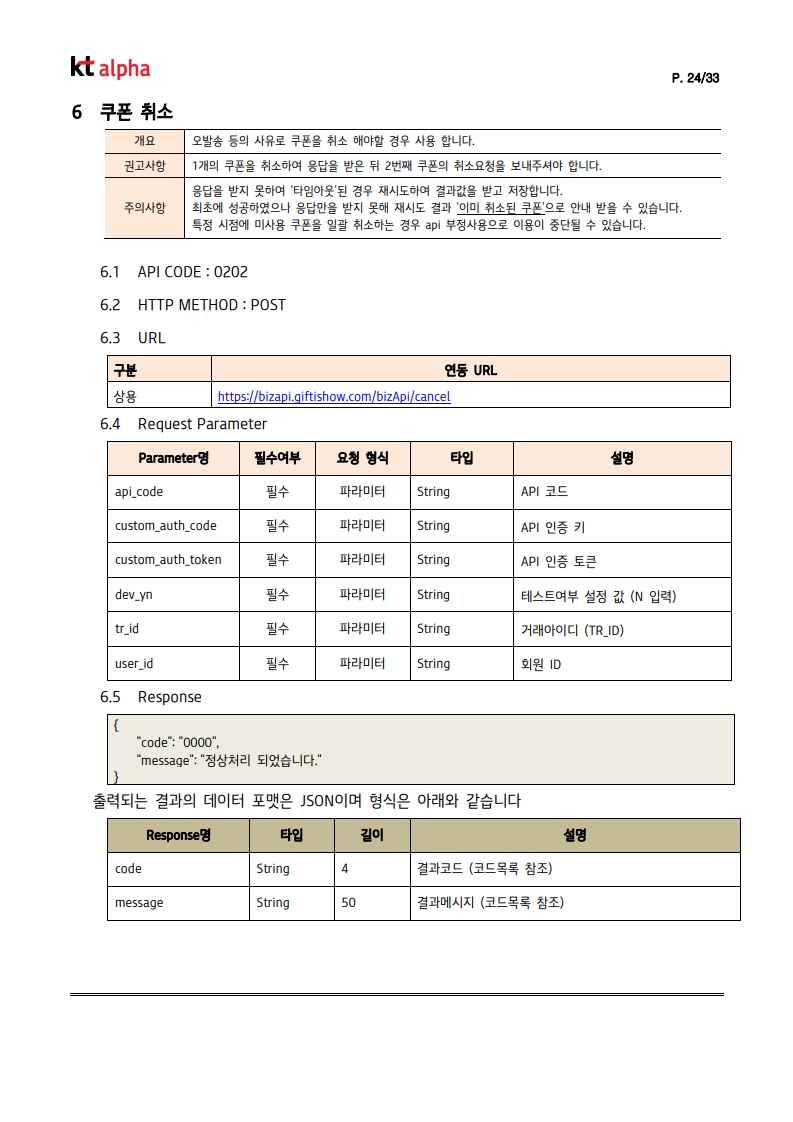 kt alpha
P. 24/33
6 쿠폰 취소
개요 오발송 등의 사유로 쿠폰을 취소 해야할 경우 사용 합니다.
권고사항 1개의 쿠폰을 취소하여 응답을 받은 뒤 2번째 쿠폰의 취소요청을 보내주셔야 합니다.
주의사항 응답을 받지 못하여 '타임아웃'된 경우 재시도하여 결과값을 받고 저장합니다.
최초에 성공하였으나 응답만을 받지 못해 재시도 결과 '이미 취소된 쿠폰'으로 안내 받을 수 있습니다.
특정 시점에 미사용 쿠폰을 일괄 취소하는 경우 api 부정사용으로 이용이 중단될 수 있습니다.
6.1 API CODE : 0202
6.2 HTTP METHOD : POST
6.3 URL
구분 연동 URL
상용 https://bizapi.giftishow.com/bizApi/cancel
6.4 Request Parameter
Parameter명 필수여부 요청 형식 타입 설명
api_code 필수 파라미터 String API 코드
custom_auth_code 필수 파라미터 String API 인증 키
custom_auth_token 필수 파라미터 String API 인증 토큰
dev_yn 필수 파라미터 String 테스트여부 설정 값 (N 입력)
tr_id 필수 파라미터 String 거래아이디 (TR_ID)
user_id 필수 파라미터 String 회원 ID
6.5 Response
{
"code": "0000",
"message": "정상처리 되었습니다."
}
출력되는 결과의 데이터 포맷은 JSON이며 형식은 아래와 같습니다
Response명 타입 길이 설명
code String 4 결과코드 (코드목록 참조)
message String 50 결과메시지 (코드목록 참조)